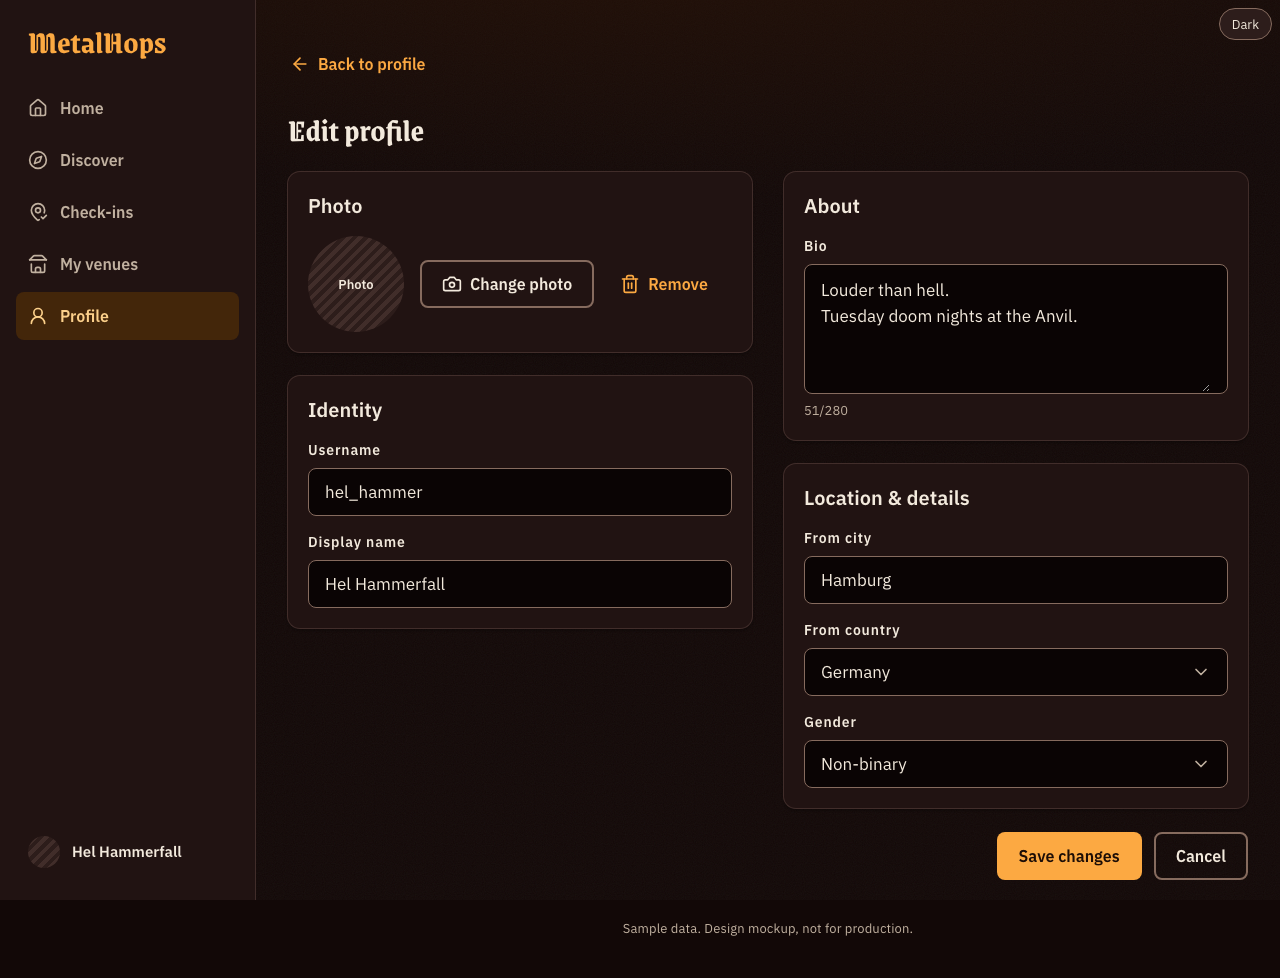 MetalHops
Home
Discover
Check-ins
My venues
Profile
Hel Hammerfall
Dark
Back to profile
Edit profile
Photo
Photo
Change photo
Remove
Identity
Username
hel_hammer
Display name
Hel Hammerfall
About
Bio
Louder than hell.
Tuesday doom nights at the Anvil.
51/280
Location & details
From city
Hamburg
From country
Germany
Gender
Non-binary
Save changes
Cancel
Sample data. Design mockup, not for production.